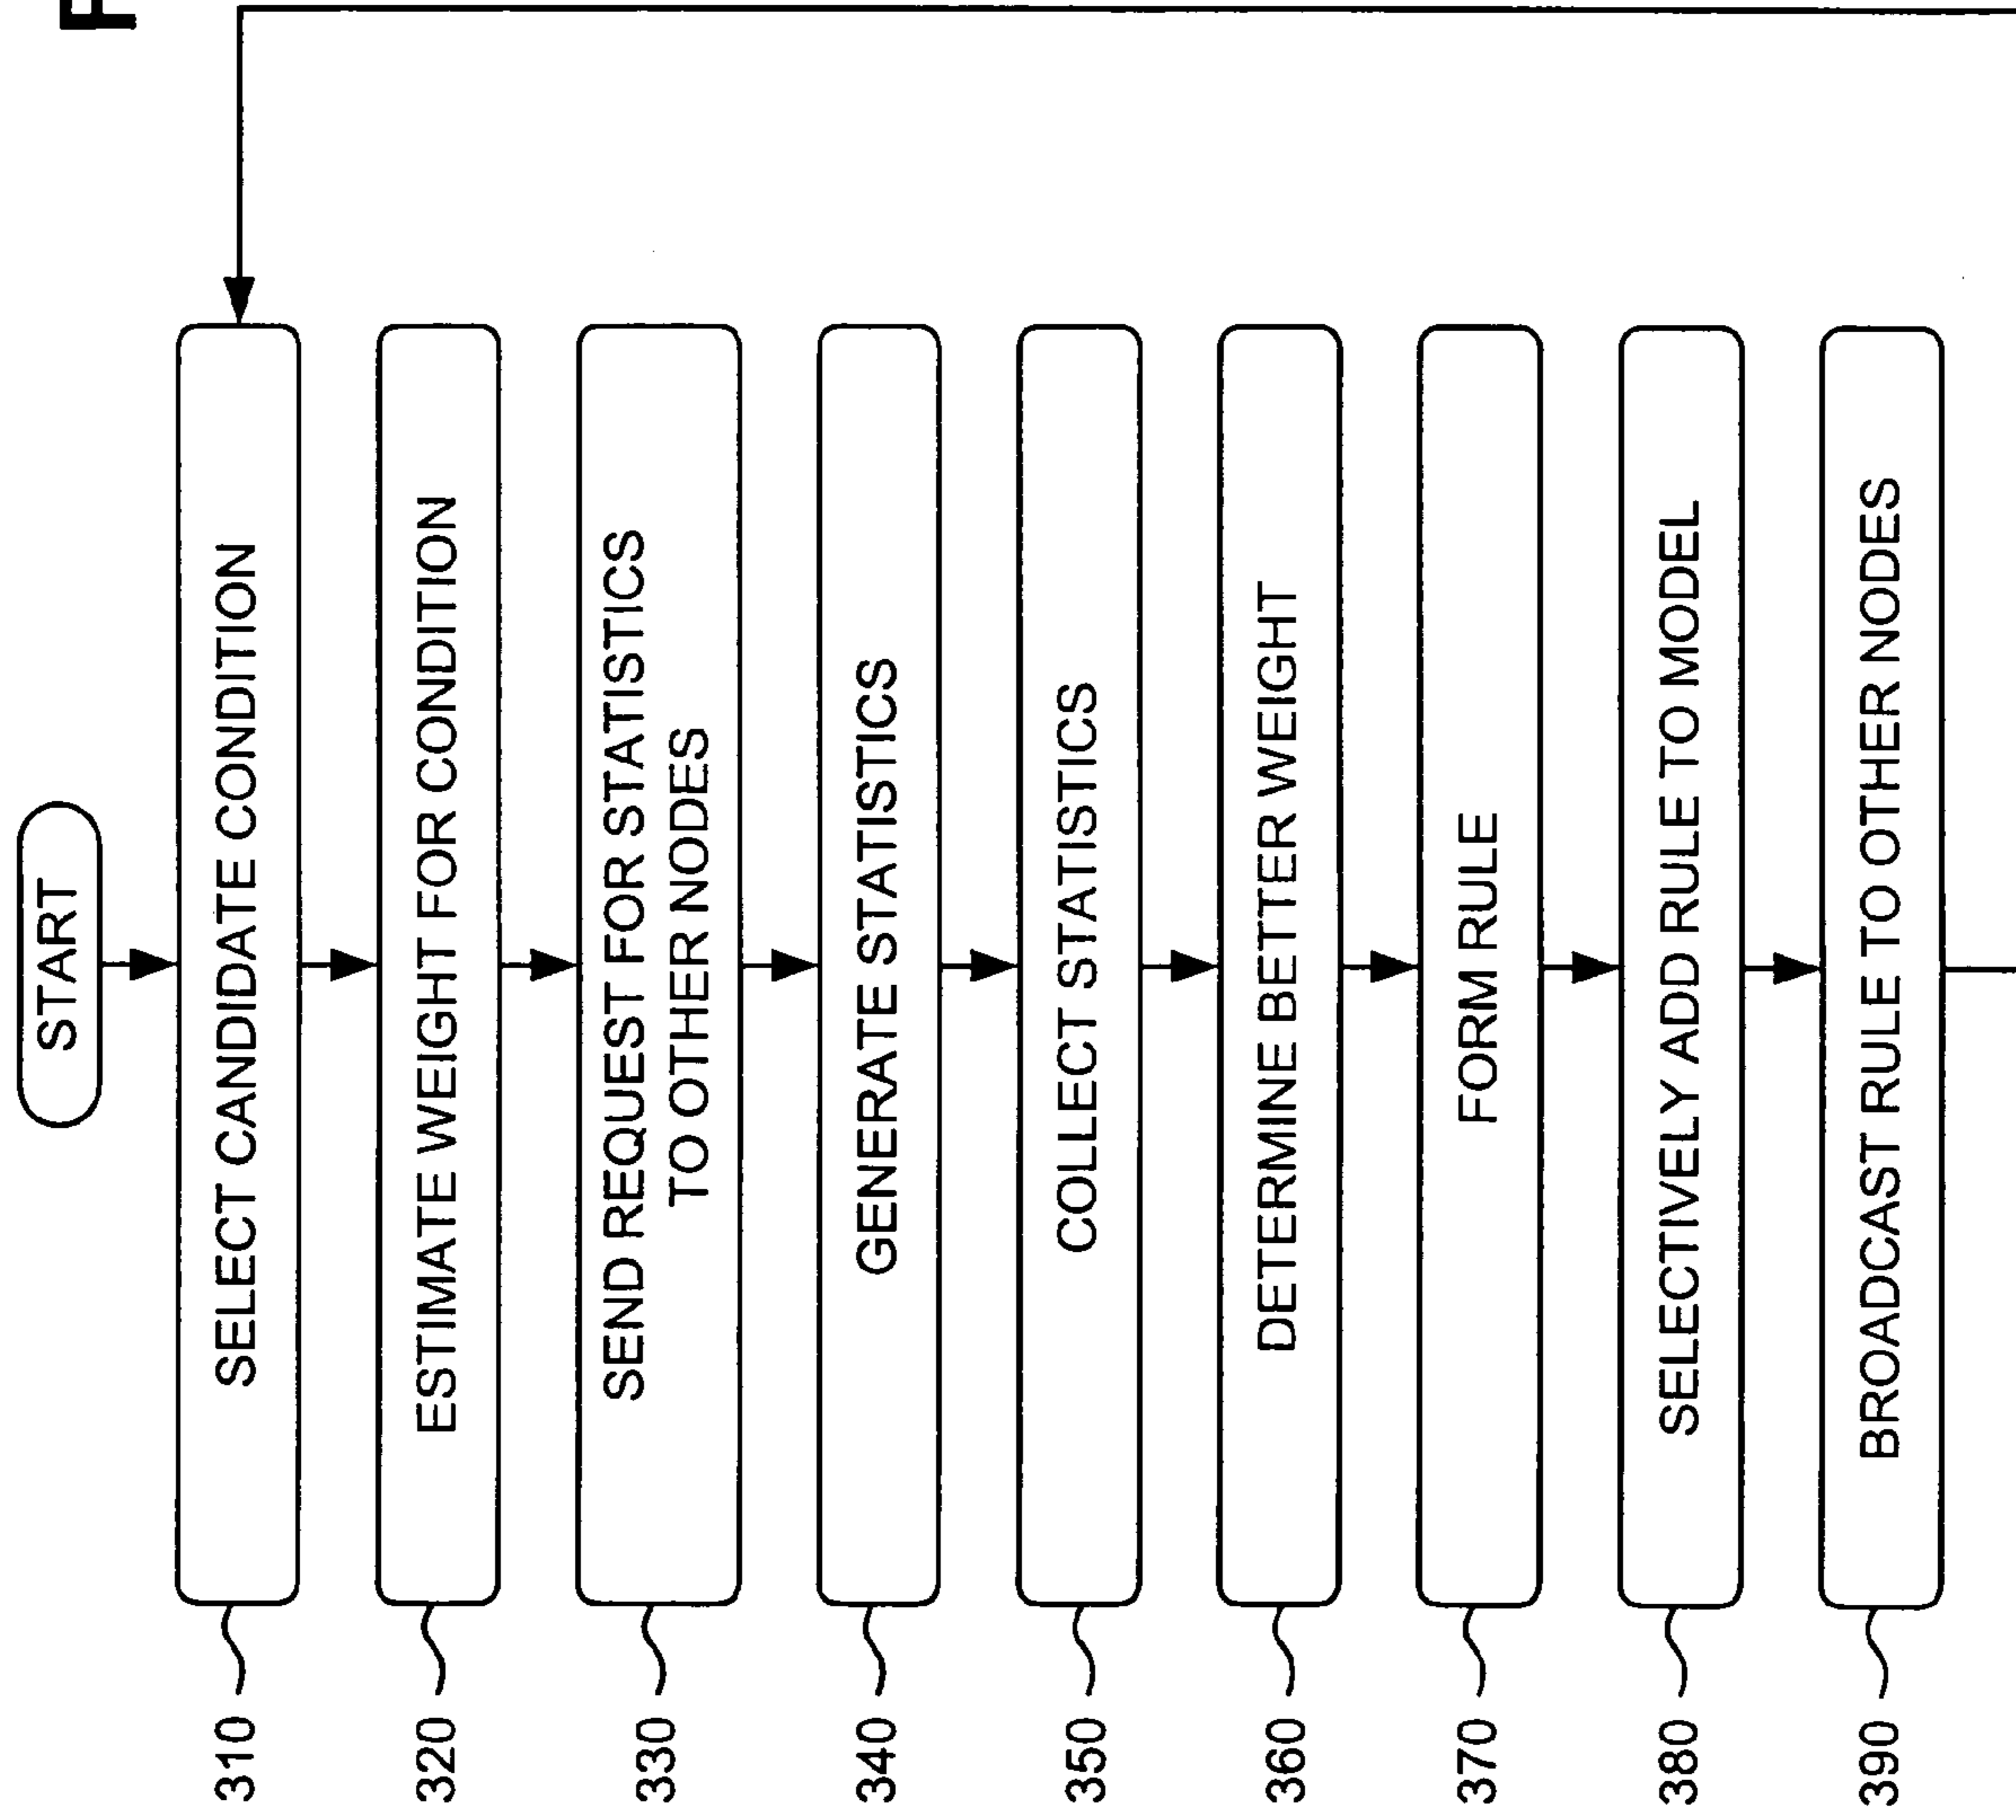 START
310
SELECT CANDIDATE CONDITION
320
ESTIMATE WEIGHT FOR CONDITION
330
SEND REQUEST FOR STATISTICS
TO OTHER NODES
340
GENERATE STATISTICS
350
COLLECT STATISTICS
360
DETERMINE BETTER WEIGHT
370
FORM RULE
380
SELECTIVELY ADD RULE TO MODEL
390
BROADCAST RULE TO OTHER NODES